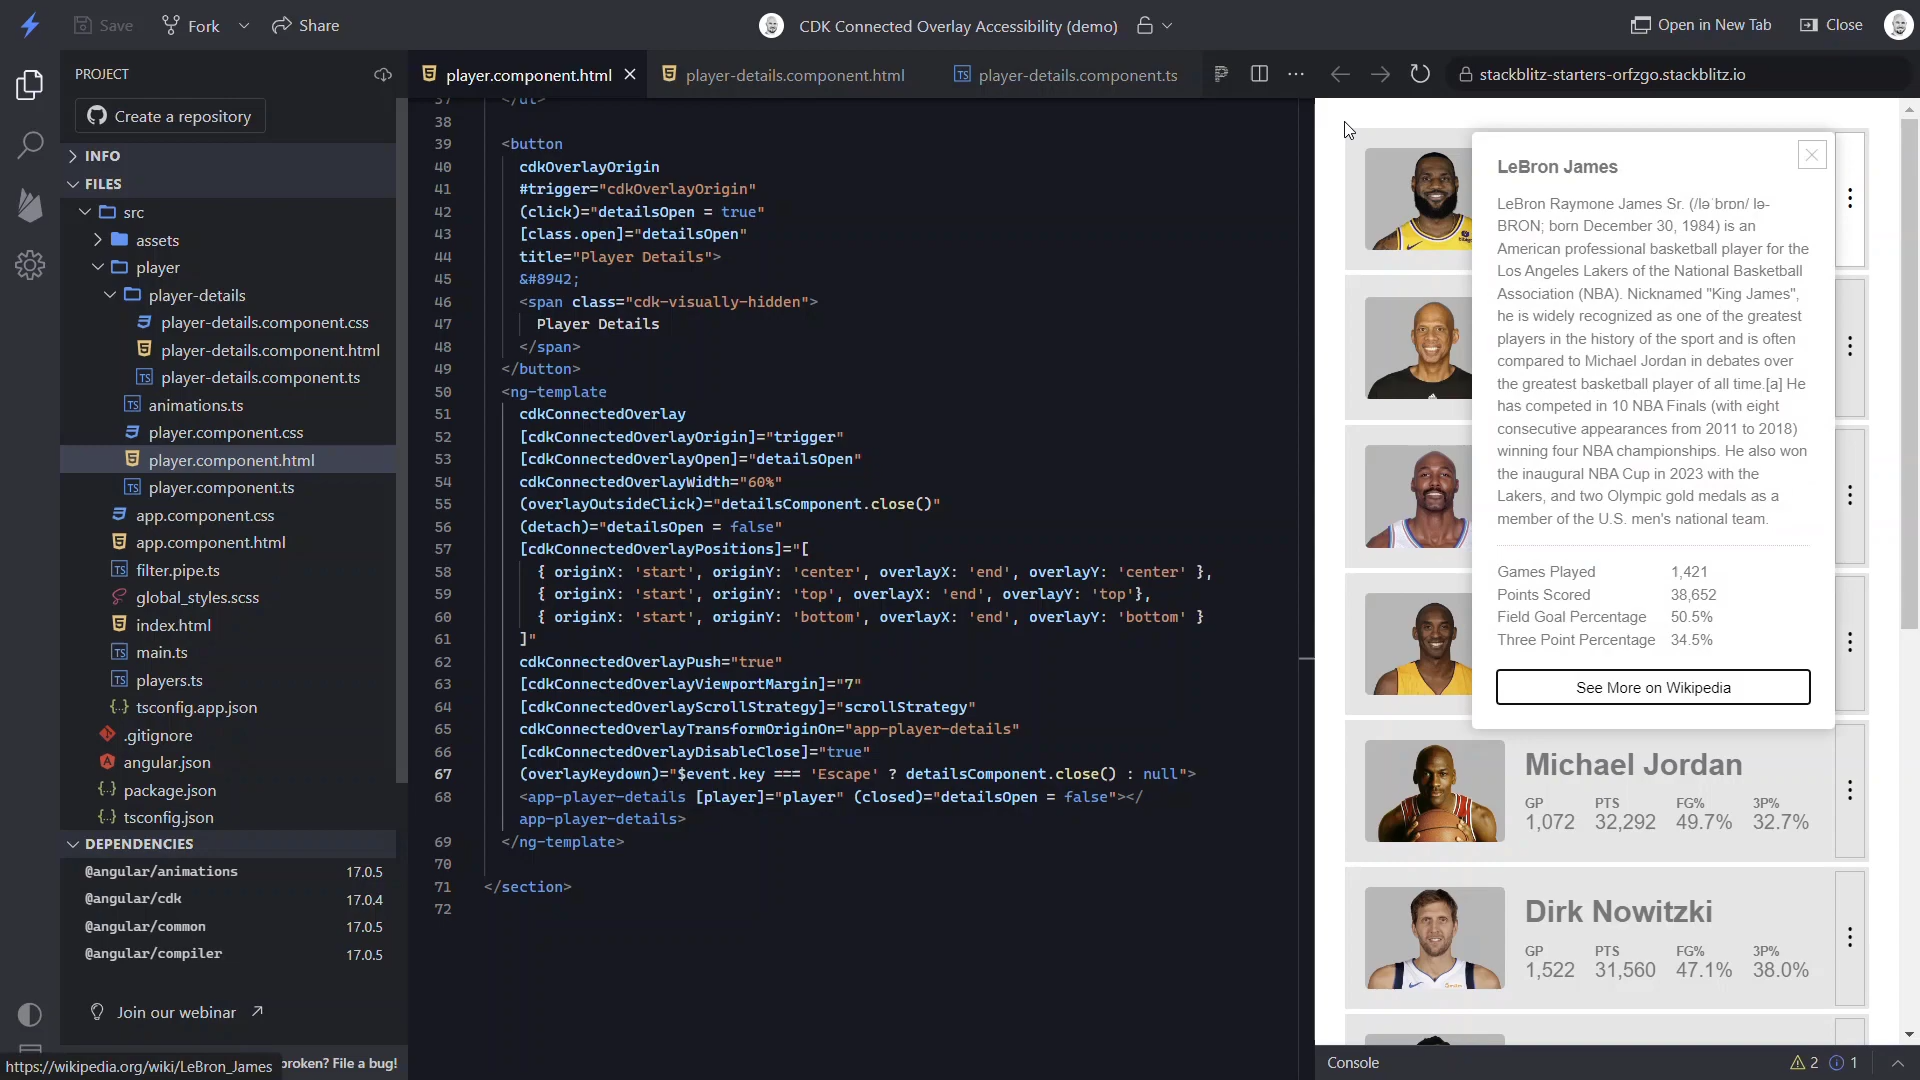 Save
Fork
Share
CDK Connected Overlay Accessibility (demo)
Open in New Tab
Close
PROJECT
Create a repository
INFO
FILES
src
assets
player
player-details
player-details.component.css
player-details.component.html
player-details.component.ts
animations.ts
player.component.css
player.component.html
player.component.ts
app.component.css
app.component.html
filter.pipe.ts
global_styles.scss
index.html
main.ts
players.ts
tsconfig.app.json
.gitignore
angular.json
package.json
tsconfig.json
DEPENDENCIES
@angular/animations 17.0.5
@angular/cdk 17.0.4
@angular/common 17.0.5
@angular/compiler 17.0.5
Join our webinar
https://wikipedia.org/wiki/LeBron_James
broken? File a bug!
player.component.html
player-details.component.html
player-details.component.ts
37 </ul>
38
39 <button
40 cdkOverlayOrigin
41 #trigger="cdkOverlayOrigin"
42 (click)="detailsOpen = true"
43 [class.open]="detailsOpen"
44 title="Player Details">
45 &#8942;
46 <span class="cdk-visually-hidden">
47 Player Details
48 </span>
49 </button>
50 <ng-template
51 cdkConnectedOverlay
52 [cdkConnectedOverlayOrigin]="trigger"
53 [cdkConnectedOverlayOpen]="detailsOpen"
54 cdkConnectedOverlayWidth="60%"
55 (overlayOutsideClick)="detailsComponent.close()"
56 (detach)="detailsOpen = false"
57 [cdkConnectedOverlayPositions]="[
58 { originX: 'start', originY: 'center', overlayX: 'end', overlayY: 'center' },
59 { originX: 'start', originY: 'top', overlayX: 'end', overlayY: 'top'},
60 { originX: 'start', originY: 'bottom', overlayX: 'end', overlayY: 'bottom' }
61 ]"
62 cdkConnectedOverlayPush="true"
63 [cdkConnectedOverlayViewportMargin]="7"
64 [cdkConnectedOverlayScrollStrategy]="scrollStrategy"
65 cdkConnectedOverlayTransformOriginOn="app-player-details"
66 [cdkConnectedOverlayDisableClose]="true"
67 (overlayKeydown)="$event.key === 'Escape' ? detailsComponent.close() : null">
68 <app-player-details [player]="player" (closed)="detailsOpen = false"></
app-player-details>
69 </ng-template>
70
71 </section>
72
stackblitz-starters-orfzgo.stackblitz.io
LeBron James
LeBron Raymone James Sr. (/ləˈbrɒn/ lə-
BRON; born December 30, 1984) is an
American professional basketball player for the
Los Angeles Lakers of the National Basketball
Association (NBA). Nicknamed "King James",
he is widely recognized as one of the greatest
players in the history of the sport and is often
compared to Michael Jordan in debates over
the greatest basketball player of all time.[a] He
has competed in 10 NBA Finals (with eight
consecutive appearances from 2011 to 2018)
winning four NBA championships. He also won
the inaugural NBA Cup in 2023 with the
Lakers, and two Olympic gold medals as a
member of the U.S. men's national team.
Games Played 1,421
Points Scored 38,652
Field Goal Percentage 50.5%
Three Point Percentage 34.5%
See More on Wikipedia
Michael Jordan
GP PTS FG% 3P%
1,072 32,292 49.7% 32.7%
Dirk Nowitzki
GP PTS FG% 3P%
1,522 31,560 47.1% 38.0%
Console
2
1